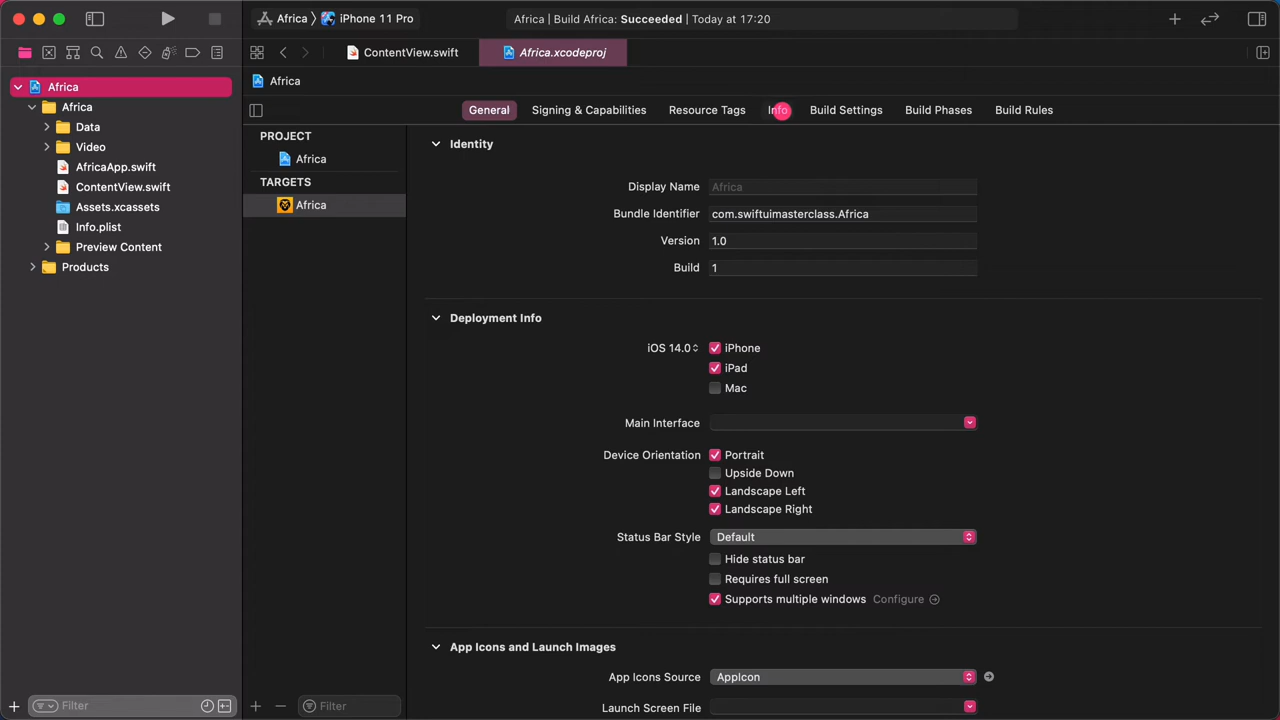 Africa 〉 iPhone 11 Pro
Africa | Build Africa: Succeeded | Today at 17:20
ContentView.swift
Africa.xcodeproj
Africa
Africa
Data
Video
AfricaApp.swift
ContentView.swift
Assets.xcassets
Info.plist
Preview Content
Products
Filter
Africa
General
Signing & Capabilities
Resource Tags
Info
Build Settings
Build Phases
Build Rules
PROJECT
Africa
TARGETS
Africa
Filter
Identity
Display Name Africa
Bundle Identifier com.swiftuimasterclass.Africa
Version 1.0
Build 1
Deployment Info
iOS 14.0 iPhone
iPad
Mac
Main Interface
Device Orientation Portrait
Upside Down
Landscape Left
Landscape Right
Status Bar Style Default
Hide status bar
Requires full screen
Supports multiple windows Configure
App Icons and Launch Images
App Icons Source AppIcon
Launch Screen File